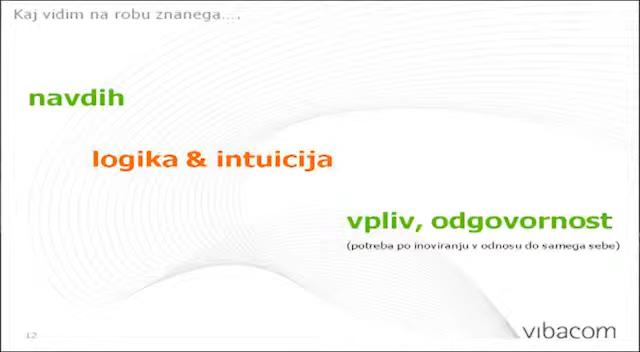 Kaj vidim na robu znanega....
navdih
logika & intuicija
vpliv, odgovornost
(potreba po inoviranju v odnosu do samega sebe)
12
vibacom